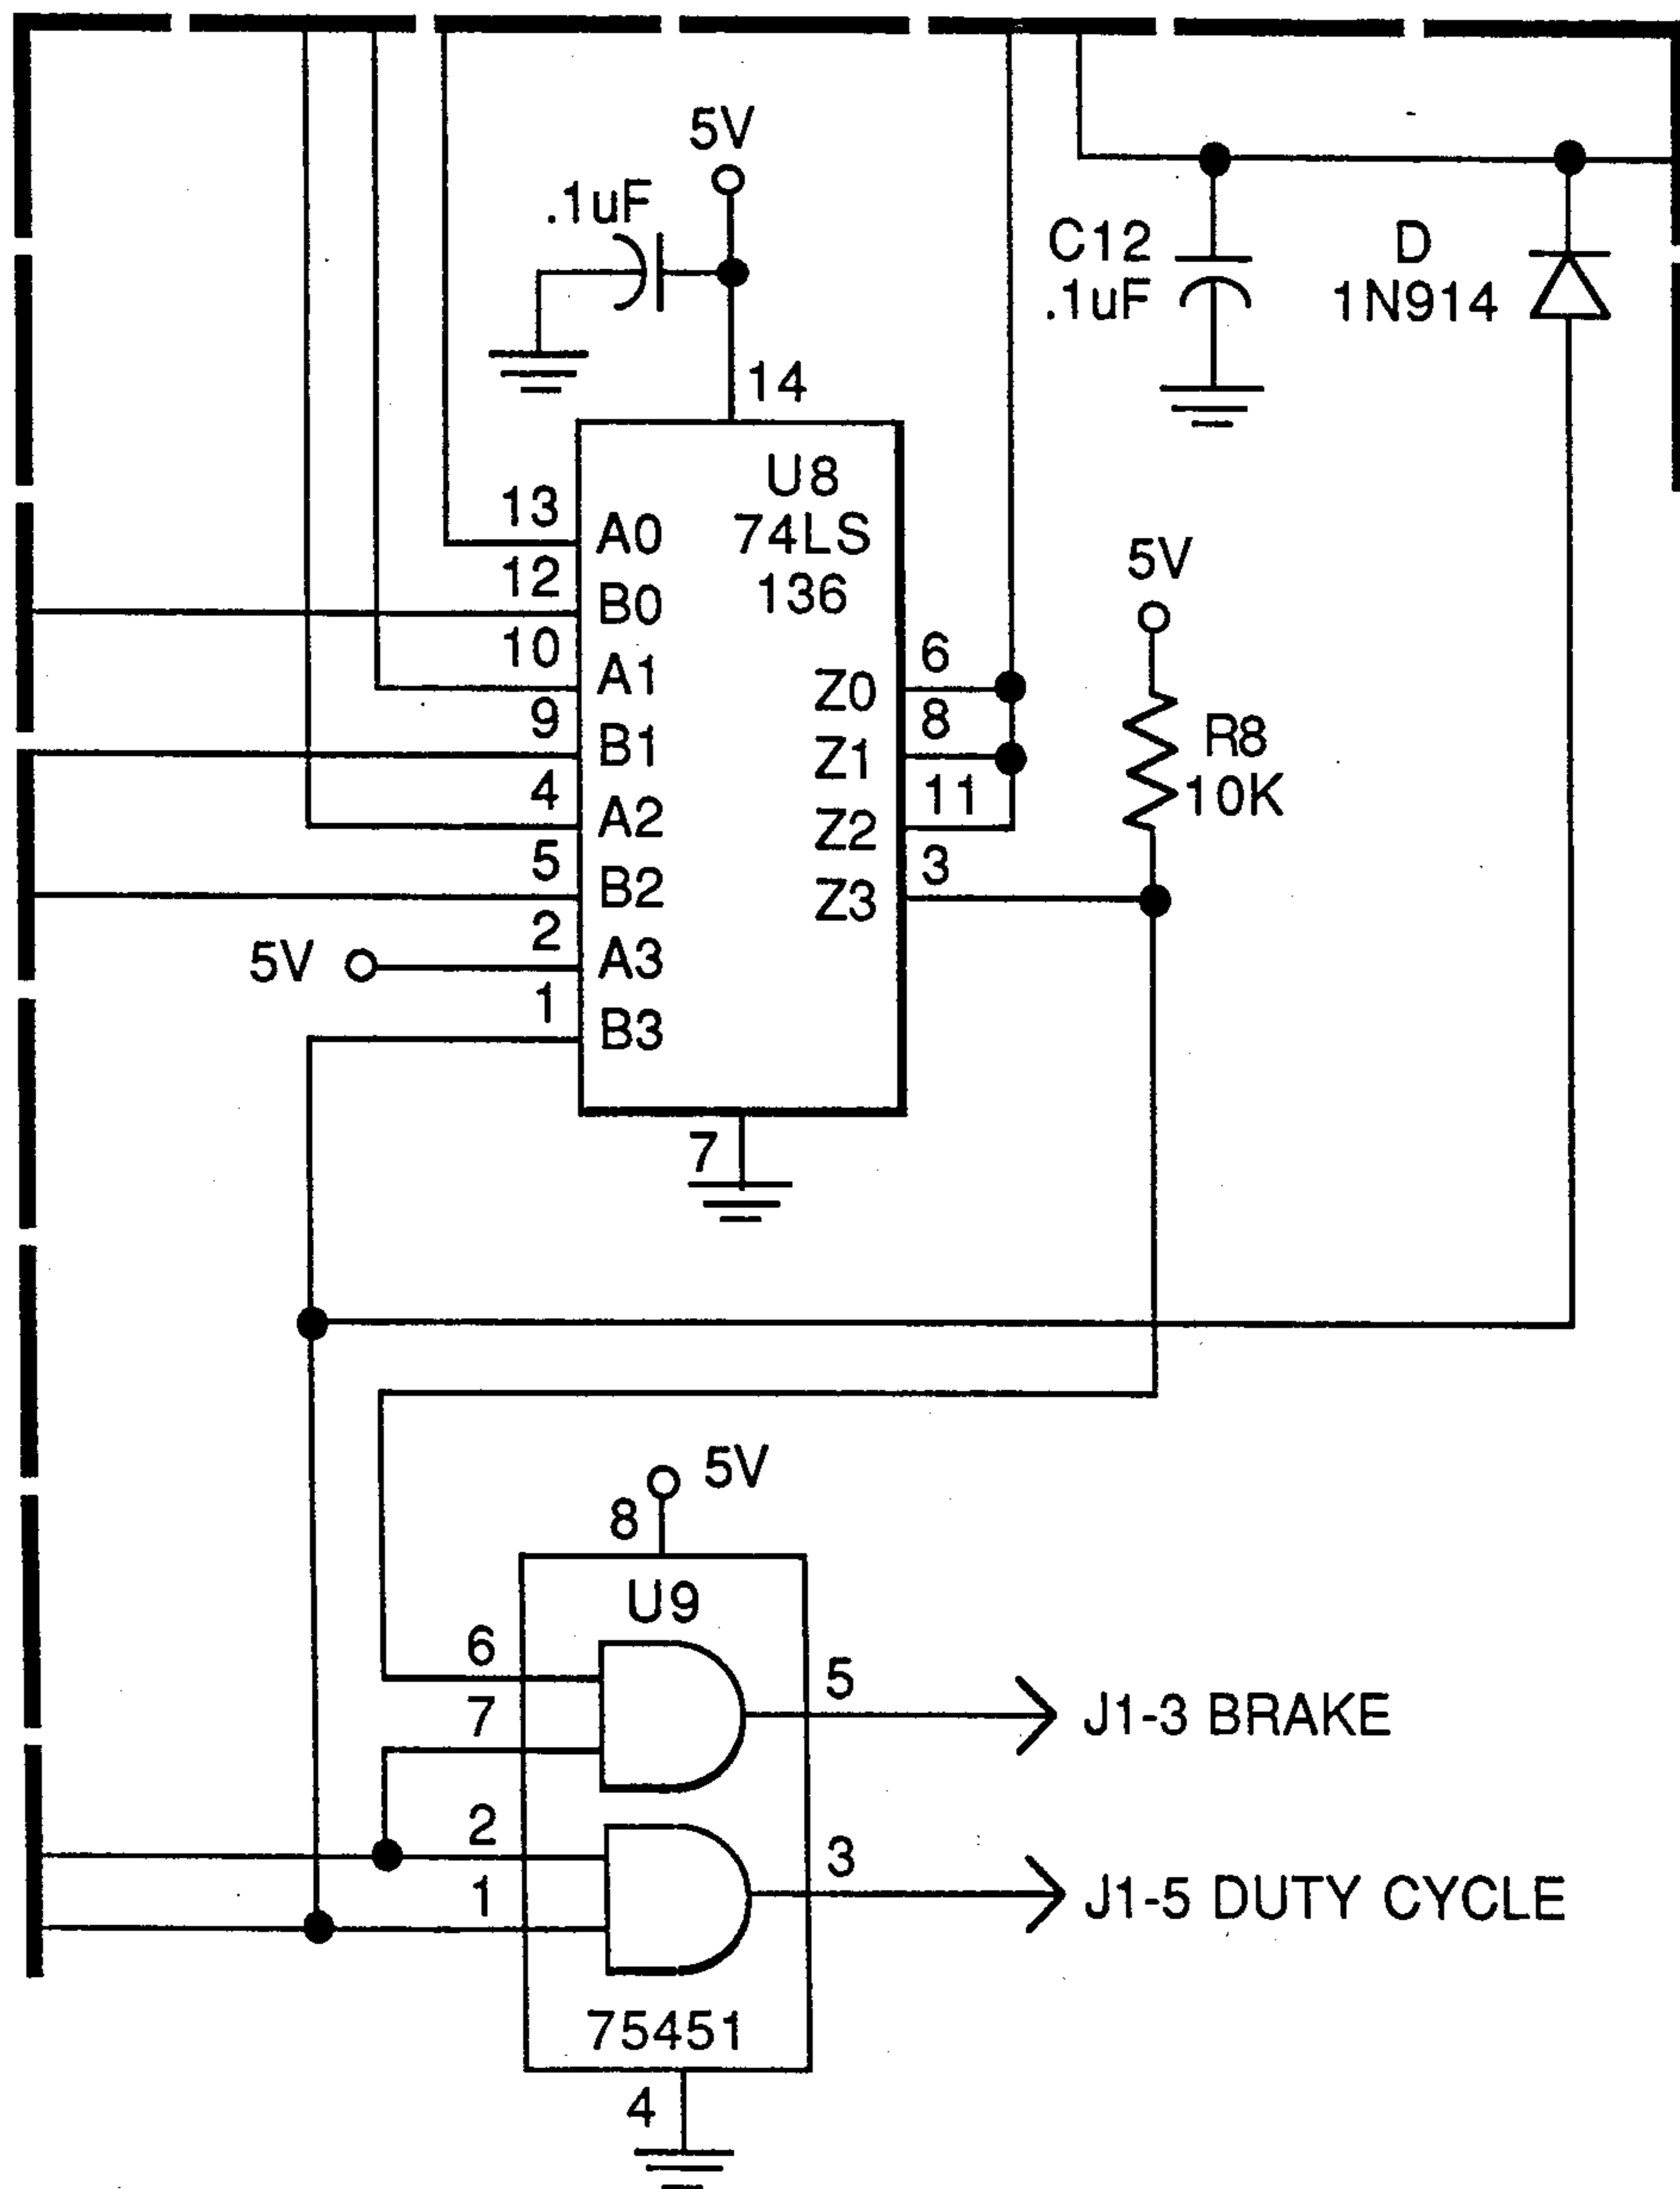 5V
.1uF
C12
.1uF
D
1N914
14
U8
74LS
136
13
A0
12
B0
10
A1
9
B1
4
A2
5
B2
2
A3
1
B3
6
Z0
8
Z1
11
Z2
3
Z3
5V
R8
10K
5V
7
5V
8
U9
6
7
5
J1-3 BRAKE
2
1
3
J1-5 DUTY CYCLE
75451
4